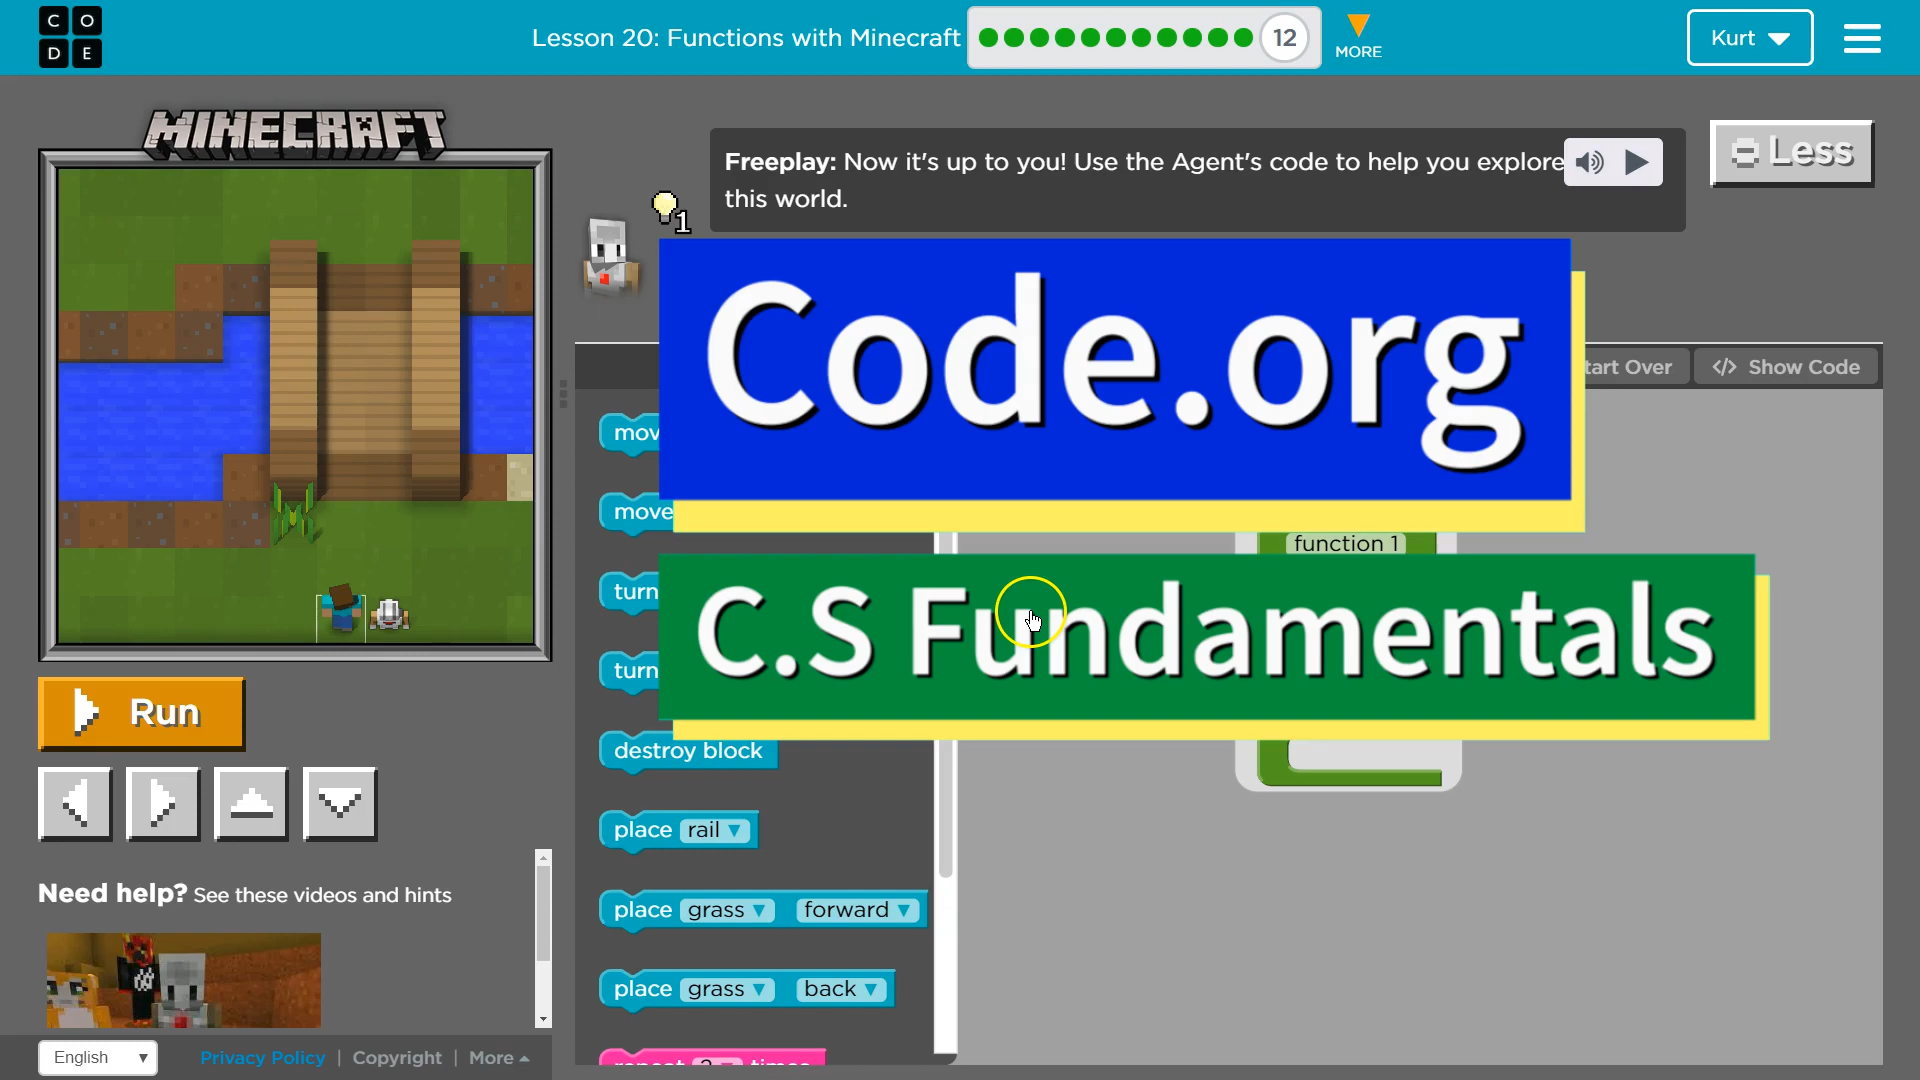 C O
D E
Lesson 20: Functions with Minecraft
12
MORE
Kurt
MINECRAFT
Freeplay: Now it's up to you! Use the Agent's code to help you explore
this world.
Less
1
Code.org
C.S Fundamentals
tart Over
</> Show Code
mov
move
turn
turn
function 1
destroy block
place rail
place grass forward
place grass back
Run
Need help? See these videos and hints
English
Privacy Policy | Copyright | More